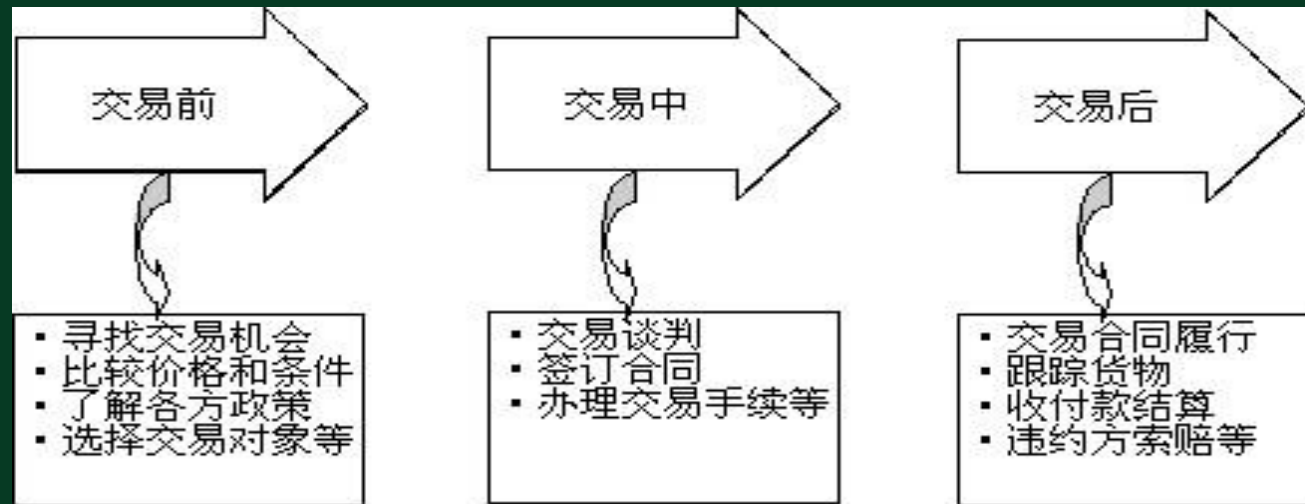 交易前
交易中
交易后
▪ 寻找交易机会
▪ 比较价格和条件
▪ 了解各方政策
▪ 选择交易对象等
▪ 交易谈判
▪ 签订合同
▪ 办理交易手续等
▪ 交易合同履行
▪ 跟踪货物
▪ 收付款结算
▪ 违约方索赔等